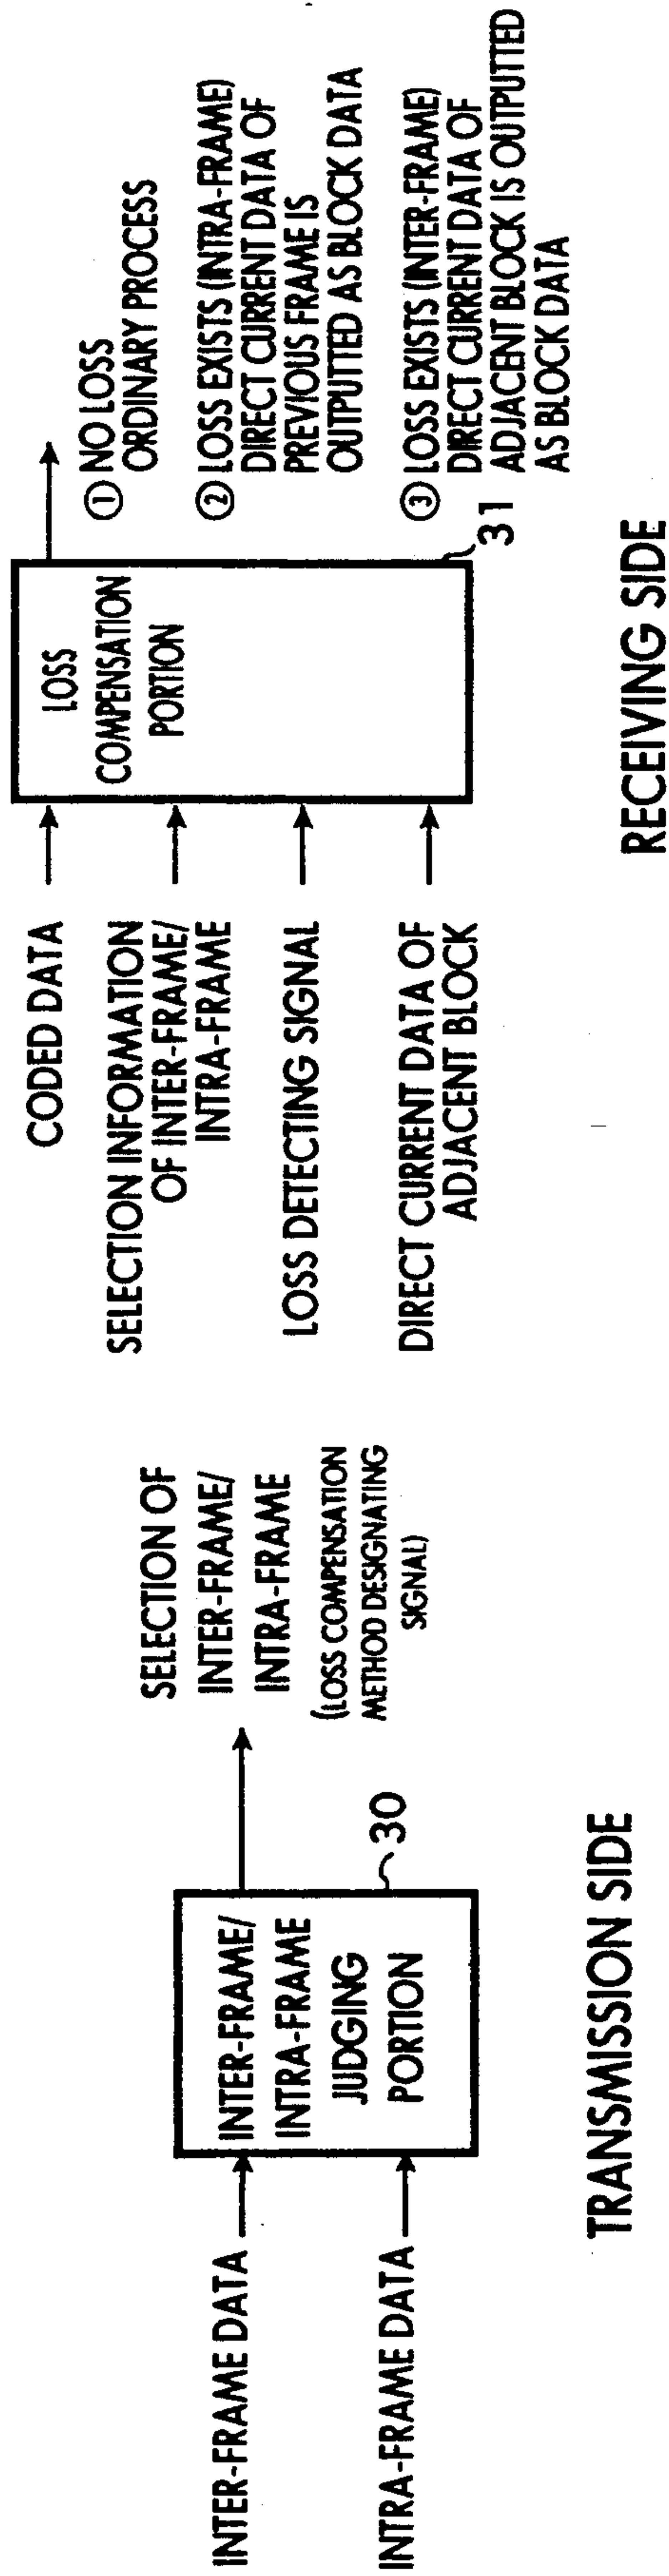 INTER-FRAME DATA
INTRA-FRAME DATA
INTER-FRAME/
INTRA-FRAME
JUDGING
PORTION
30
SELECTION OF
INTER-FRAME/
INTRA-FRAME
(LOSS COMPENSATION
METHOD DESIGNATING
SIGNAL)
TRANSMISSION SIDE
CODED DATA
SELECTION INFORMATION
OF INTER-FRAME/
INTRA-FRAME
LOSS DETECTING SIGNAL
DIRECT CURRENT DATA OF
ADJACENT BLOCK
LOSS
COMPENSATION
PORTION
31
① NO LOSS
ORDINARY PROCESS
② LOSS EXISTS (INTRA-FRAME)
DIRECT CURRENT DATA OF
PREVIOUS FRAME IS
OUTPUTTED AS BLOCK DATA
③ LOSS EXISTS (INTER-FRAME)
DIRECT CURRENT DATA OF
ADJACENT BLOCK IS OUTPUTTED
AS BLOCK DATA
RECEIVING SIDE